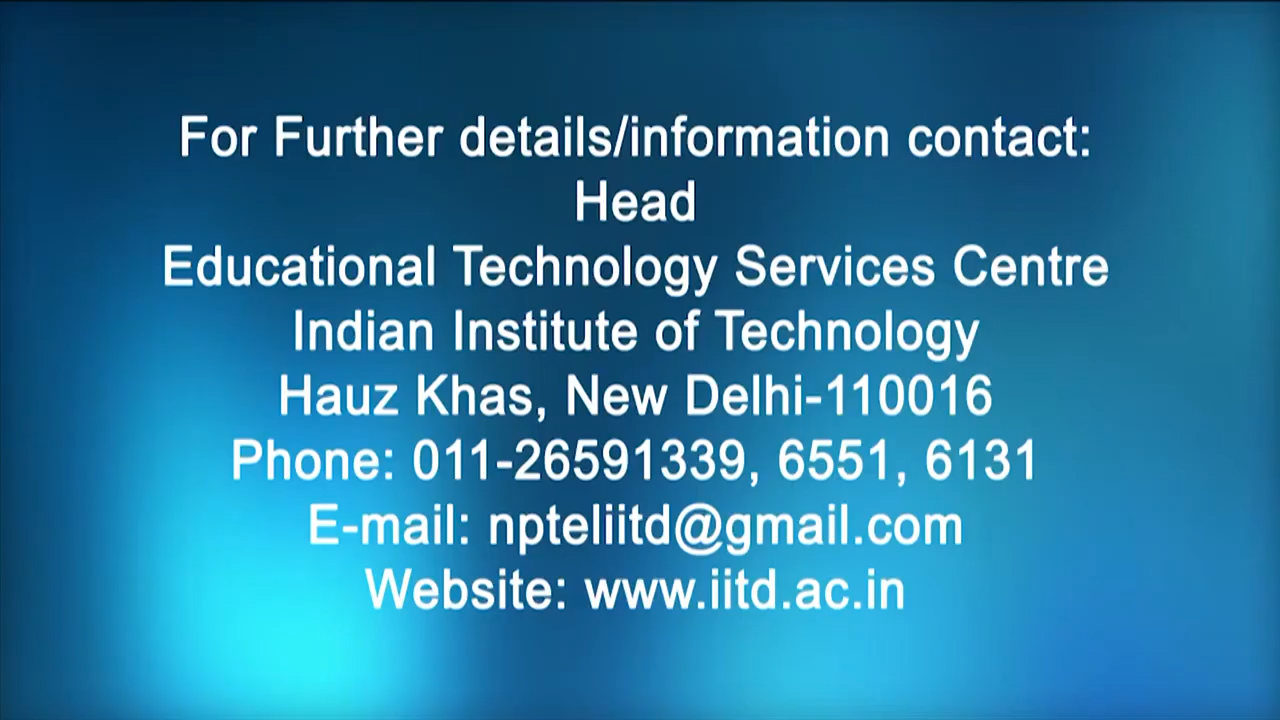 For Further details/information contact:
Head
Educational Technology Services Centre
Indian Institute of Technology
Hauz Khas, New Delhi-110016
Phone: 011-26591339, 6551, 6131
E-mail: npteliitd@gmail.com
Website: www.iitd.ac.in